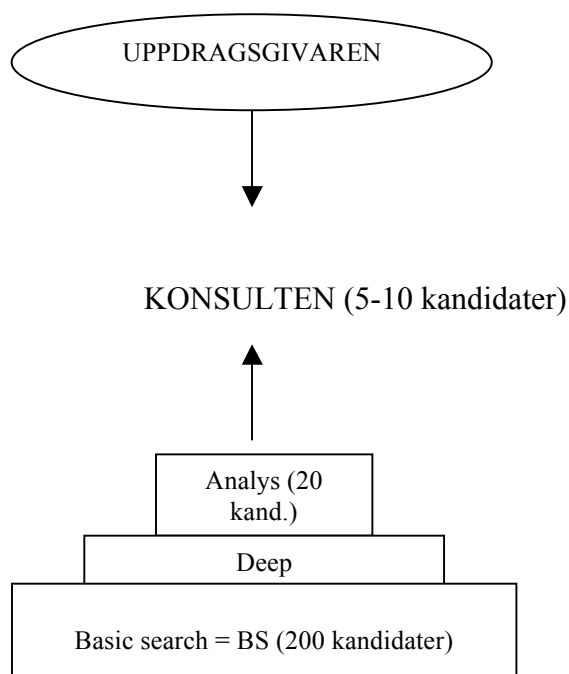 UPPDRAGSGIVAREN
KONSULTEN (5-10 kandidater)
Analys (20
kand.)
Deep
Basic search = BS (200 kandidater)